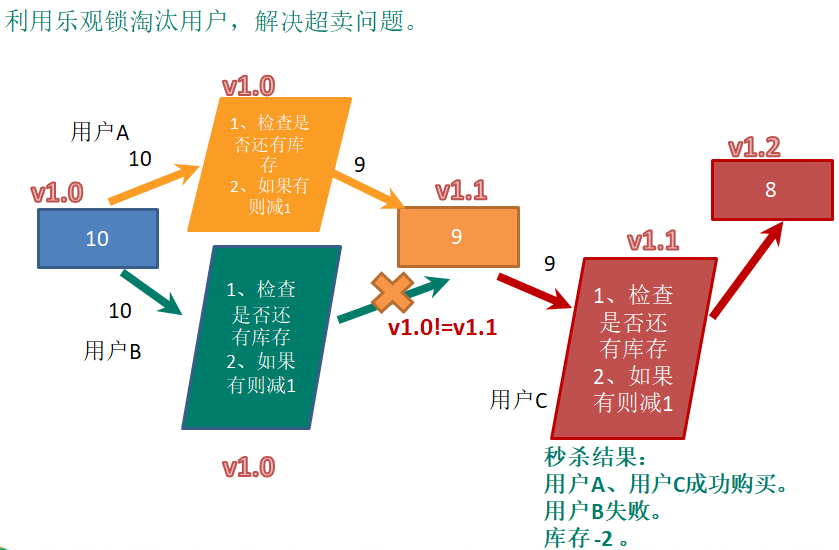 利用乐观锁淘汰用户，解决超卖问题。
v1.0
用户A
10
1、检查是
否还有库
存
2、如果有
则减1
9
v1.0
10
10
用户B
1、检查
是否还
有库存
2、如果
有则减1
v1.0
v1.1
9
v1.0!=v1.1
9
用户C
v1.1
1、检查
是否还
有库存
2、如果
有则减1
v1.2
8
秒杀结果：
用户A、用户C成功购买。
用户B失败。
库存-2 。